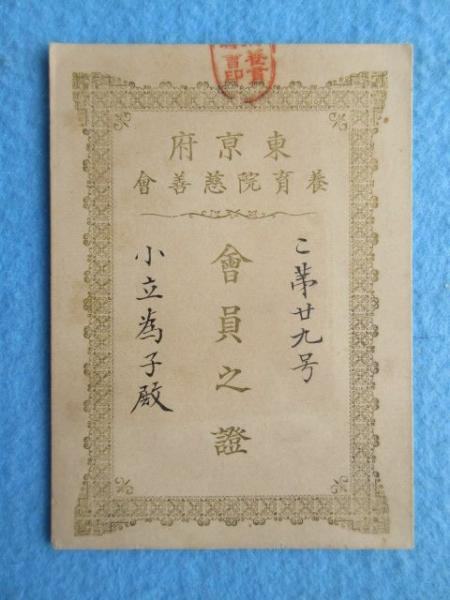 東京府
養育院慈善會
會員之證
こ第廿九号
小立為子殿